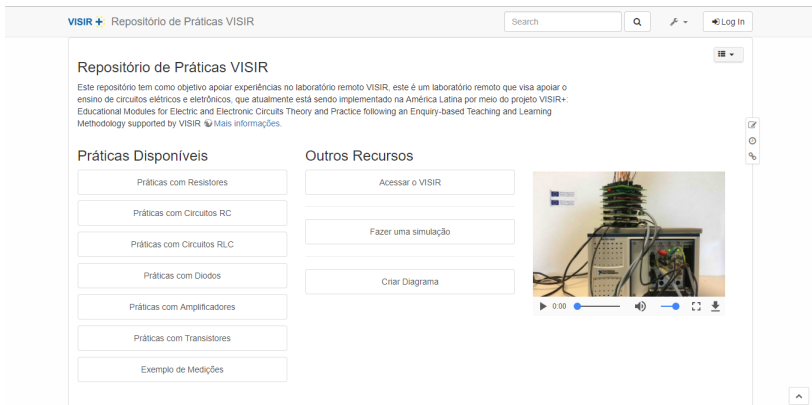 VISIR + Repositório de Práticas VISIR
Search
Log In
Repositório de Práticas VISIR
Este repositório tem como objetivo apoiar experiências no laboratório remoto VISIR, este é um laboratório remoto que visa apoiar o
ensino de circuitos elétricos e eletrônicos, que atualmente está sendo implementado na América Latina por meio do projeto VISIR+:
Educational Modules for Electric and Electronic Circuits Theory and Practice following an Enquiry-based Teaching and Learning
Methodology supported by VISIR Mais informações.
Práticas Disponíveis
Práticas com Resistores
Práticas com Circuitos RC
Práticas com Circuitos RLC
Práticas com Diodos
Práticas com Amplificadores
Práticas com Transistores
Exemplo de Medições
Outros Recursos
Acessar o VISIR
Fazer uma simulação
Criar Diagrama
0:00